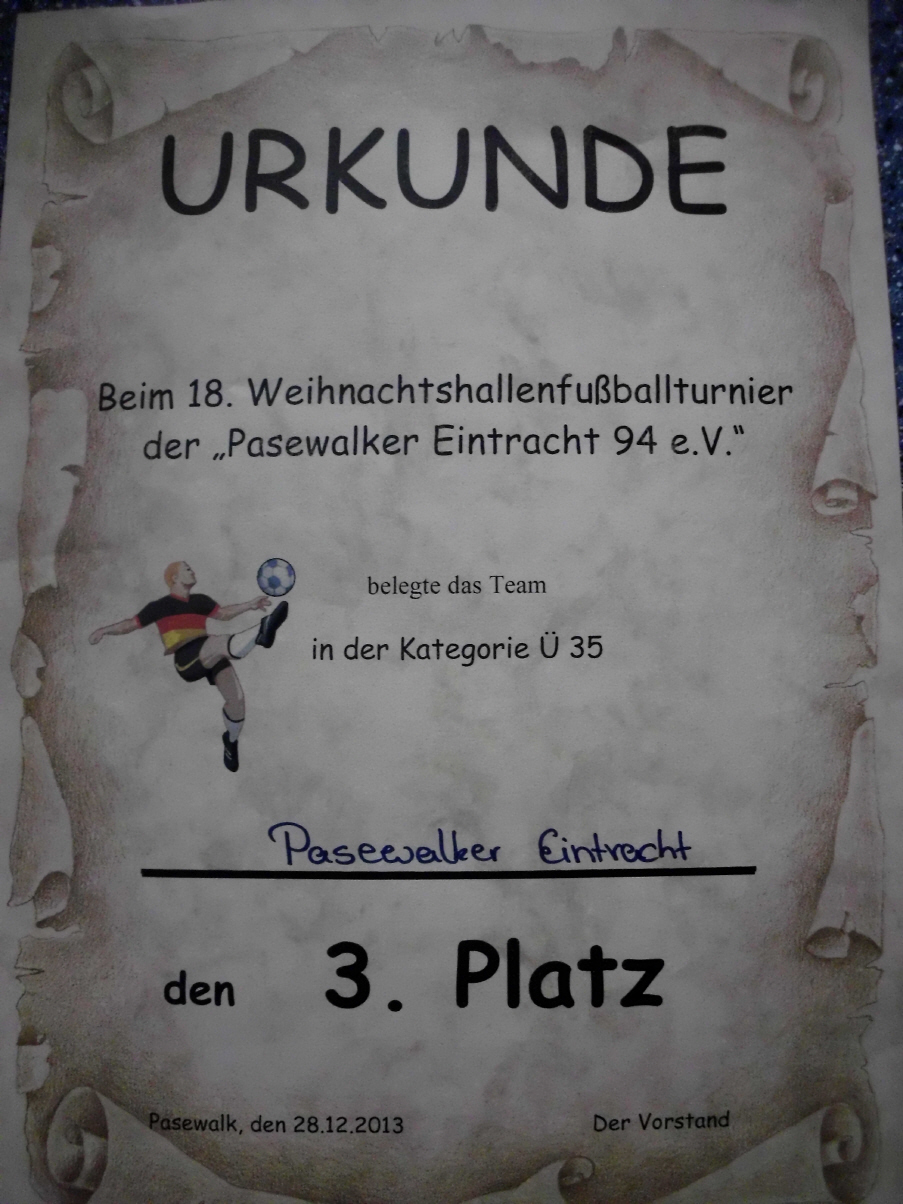 URKUNDE
Beim 18. Weihnachtshallenfußballturnier
der „Pasewalker Eintracht 94 e.V.“
belegte das Team
in der Kategorie Ü 35
Pasewalker Eintracht
den 3. Platz
Pasewalk, den 28.12.2013 Der Vorstand